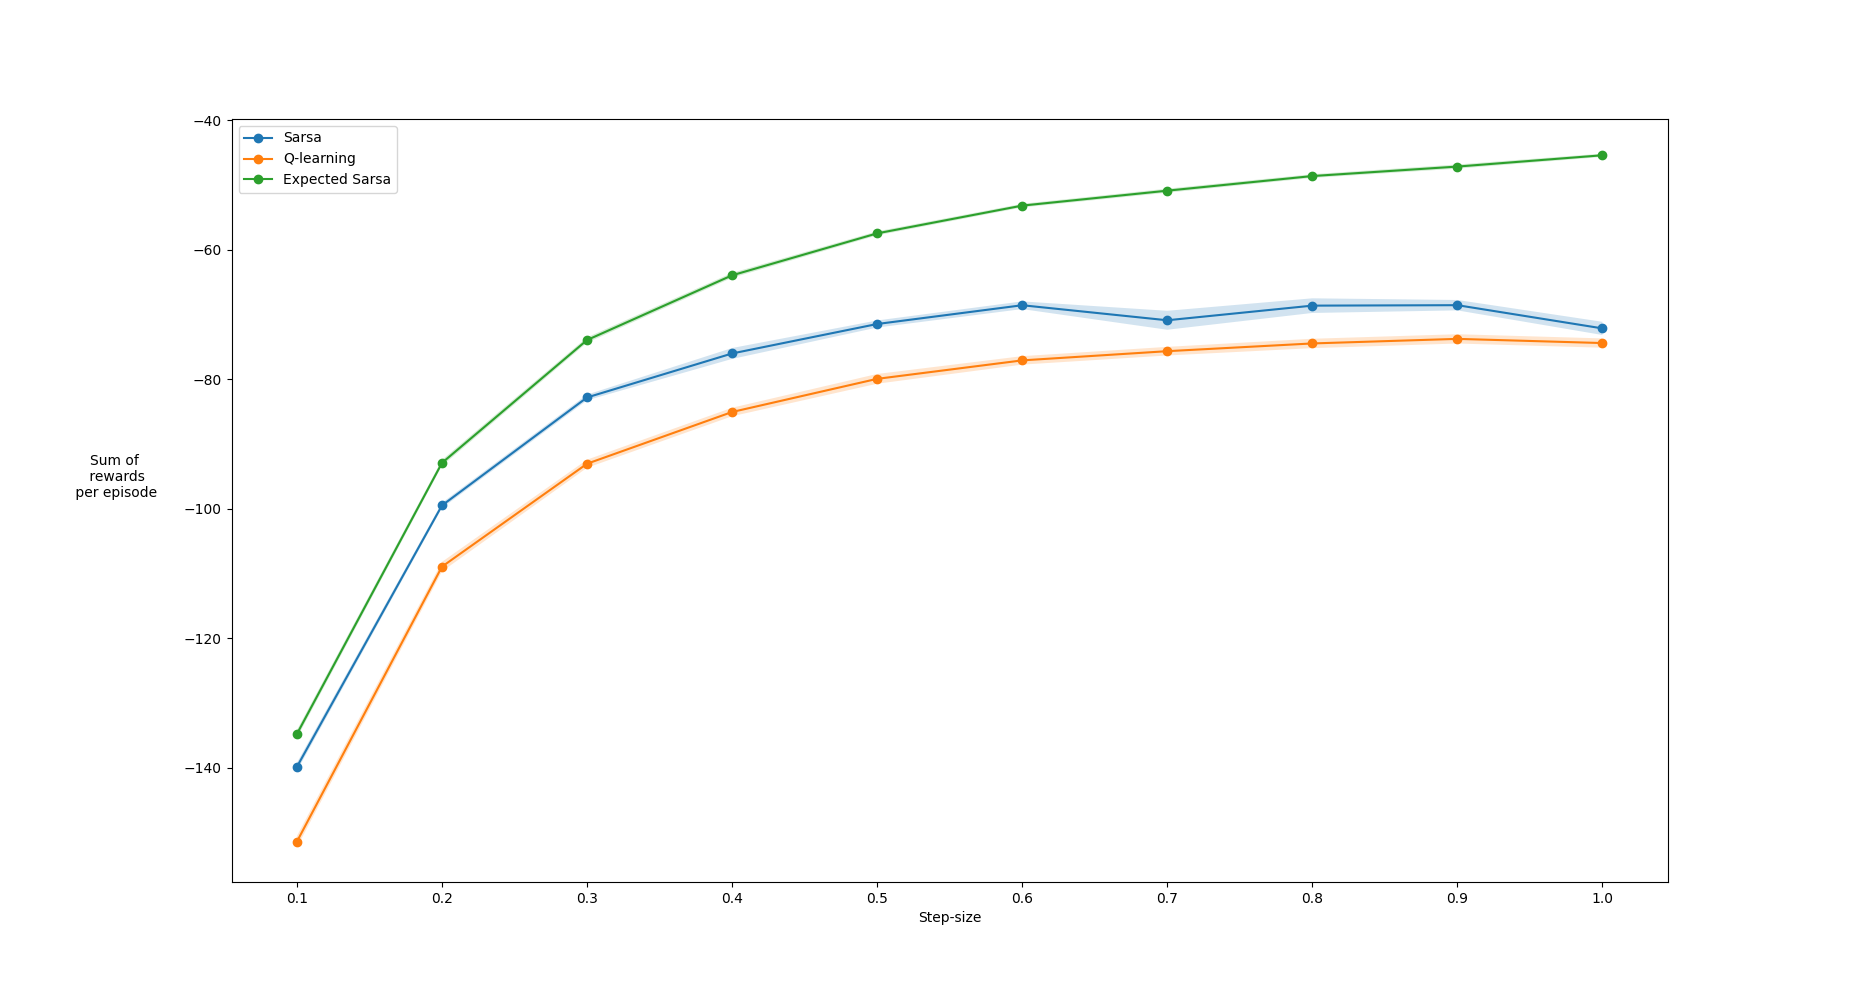 Sarsa
Q-learning
Expected Sarsa
−40
−60
−80
−100
−120
−140
Sum of
rewards
per episode
0.1 0.2 0.3 0.4 0.5 0.6 0.7 0.8 0.9 1.0
Step-size